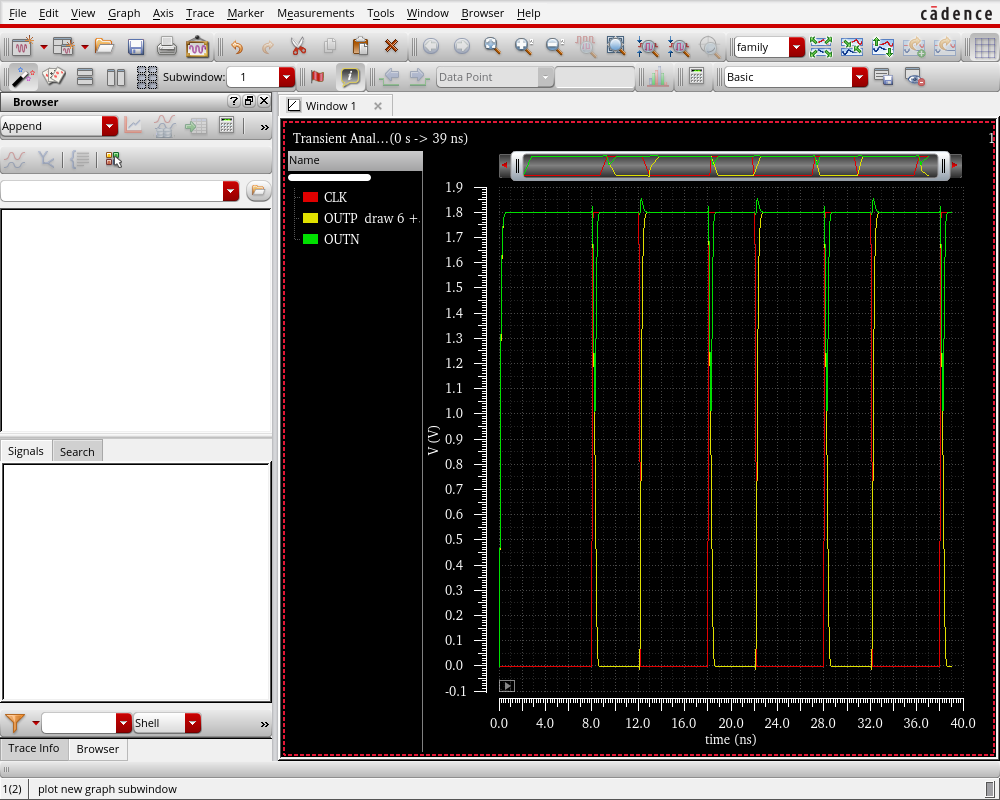 File Edit View Graph Axis Trace Marker Measurements Tools Window Browser Help
cādence
family
Subwindow: 1
Data Point
Basic
Browser
Window 1
Append
»
Transient Anal...(0 s -> 39 ns)
1
Name
CLK
OUTP draw 6 +.
OUTN
1.9
1.8
1.7
1.6
1.5
1.4
1.3
1.2
1.1
1.0
0.9
0.8
0.7
0.6
0.5
0.4
0.3
0.2
0.1
0.0
-0.1
V (V)
0.0 4.0 8.0 12.0 16.0 20.0 24.0 28.0 32.0 36.0 40.0
time (ns)
Signals Search
Shell
»
Trace Info Browser
1(2) plot new graph subwindow